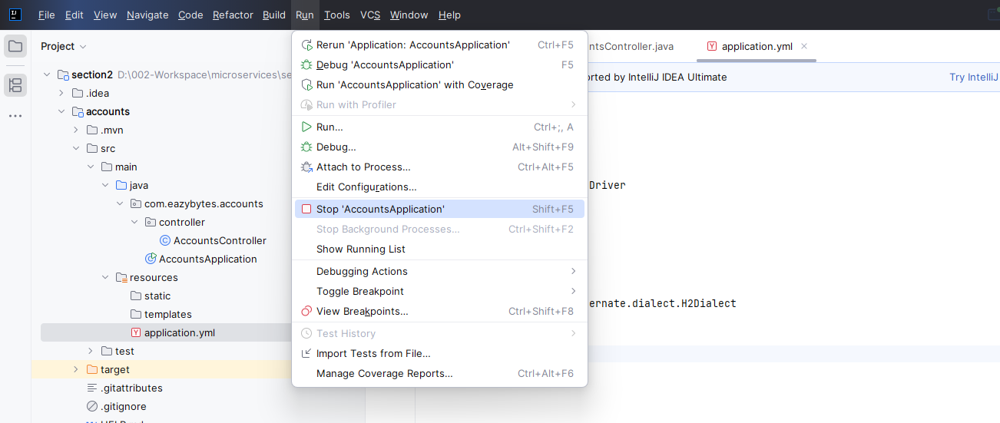 File Edit View Navigate Code Refactor Build Run Tools VCS Window Help
Project
section2 D:\002-Workspace\microservices\se
.idea
accounts
.mvn
src
main
java
com.eazybytes.accounts
controller
AccountsController
AccountsApplication
resources
static
templates
application.yml
test
target
.gitattributes
.gitignore
Rerun 'Application: AccountsApplication' Ctrl+F5
Debug 'AccountsApplication' F5
Run 'AccountsApplication' with Coverage
Run with Profiler
Run... Ctrl+;, A
Debug... Alt+Shift+F9
Attach to Process... Ctrl+Alt+F5
Edit Configurations...
Stop 'AccountsApplication' Shift+F5
Stop Background Processes... Ctrl+Shift+F2
Show Running List
Debugging Actions
Toggle Breakpoint
View Breakpoints... Ctrl+Shift+F8
Test History
Import Tests from File...
Manage Coverage Reports... Ctrl+Alt+F6
ntsController.java application.yml
orted by IntelliJ IDEA Ultimate Try IntelliJ
Driver
ernate.dialect.H2Dialect